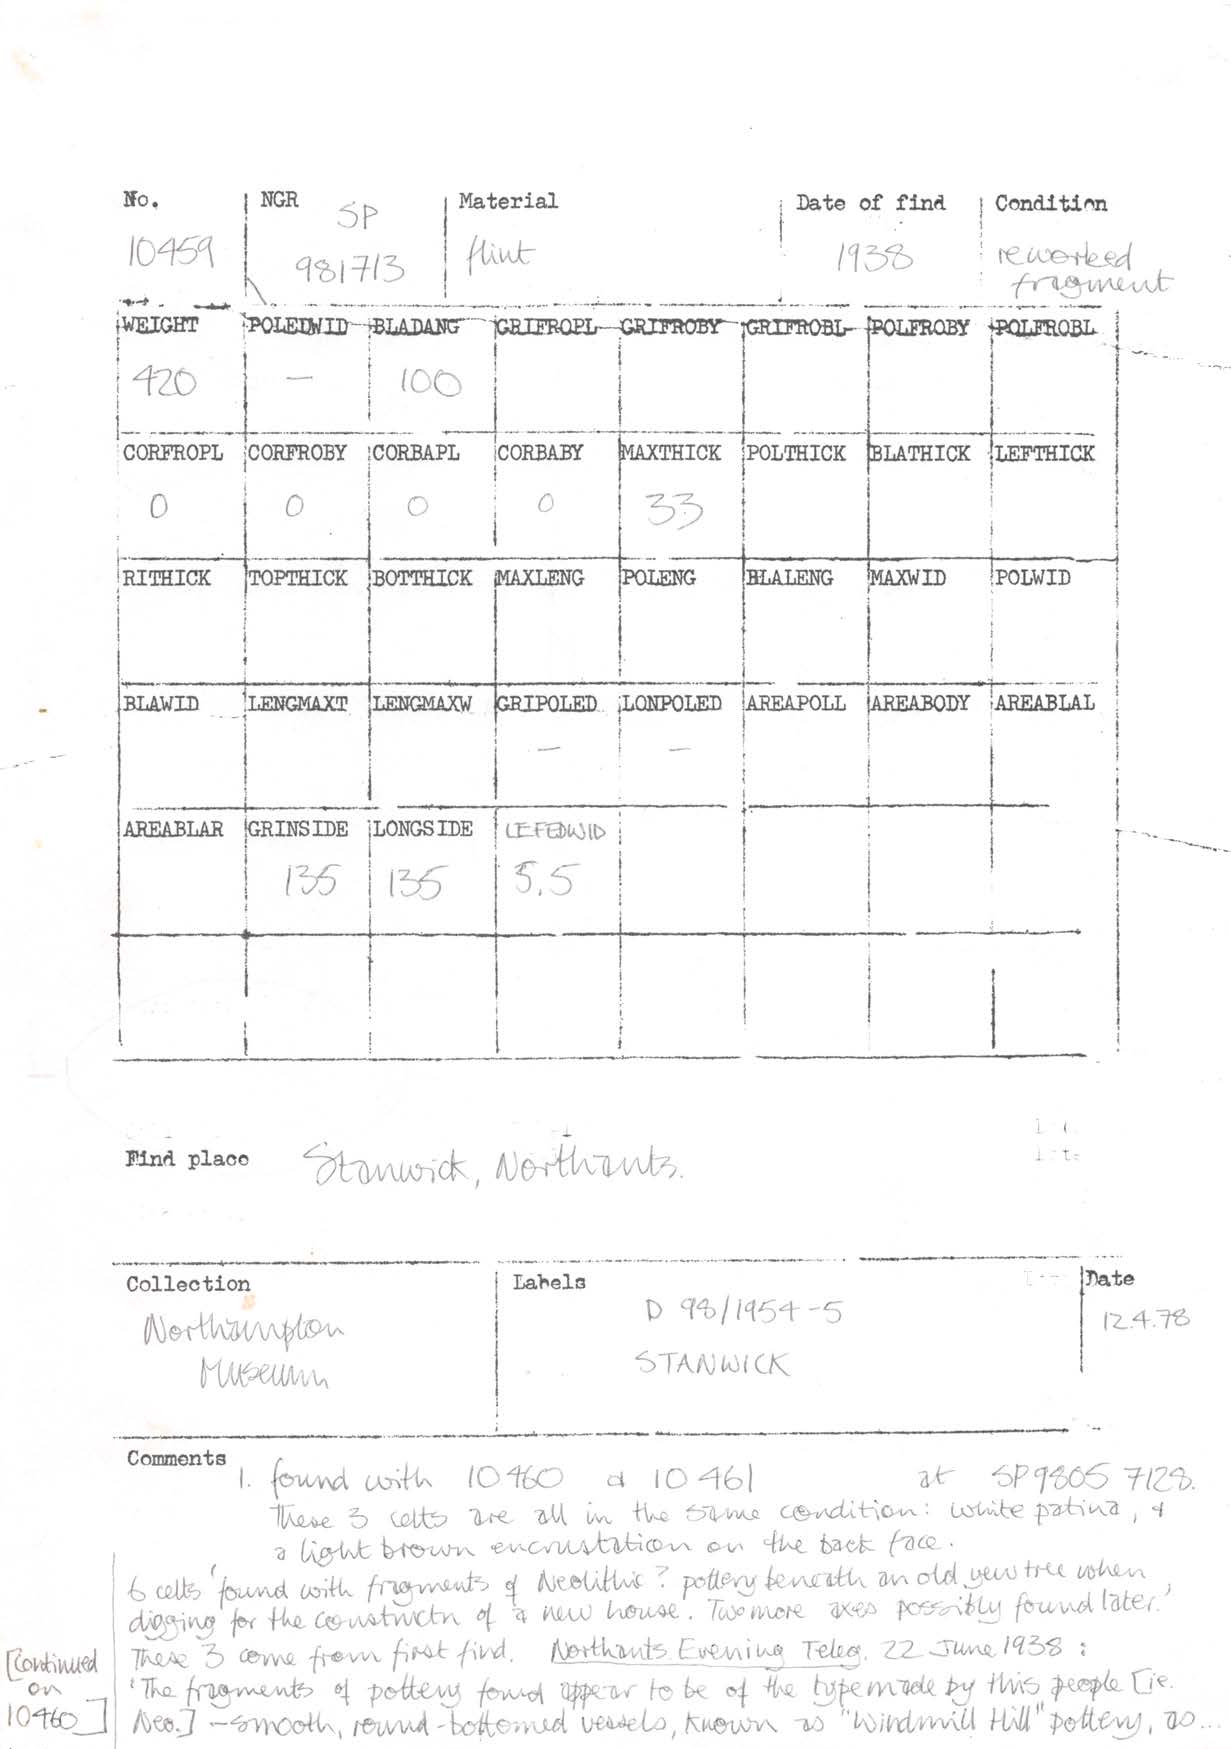 No. NGR Material Date of find Condition
SP
10459 981713 flint 1938 reworked
fragment
WEIGHT POLEDWID BLADANG GRIFROPL GRIFROBY GRIFROBL POLFROBY POLFROBL
420 — 100
CORFROPL CORFROBY CORBAPL CORBABY MAXTHICK POLTHICK BLATHICK LEFTHICK
0 0 0 0 33
RITHICK TOPTHICK BOTTHICK MAXLENG POLENG BLALENG MAXWID POLWID
BLAWID LENGMAXT LENGMAXW GRIPOLED LONPOLED AREAPOLL AREABODY AREABLAL
— —
AREABLAR GRINSIDE LONGSIDE LEFEDWID
135 135 5.5
Find place Stanwick, Northants.
Collection Labels Date
Northampton D 98/1954-5 12.4.78
Museum STANWICK
Comments 1. found with 10460 & 10461 at SP9805 7128.
These 3 celts are all in the same condition: white patina, &
a light brown encrustation on the back face.
6 celts 'found with fragments of Neolithic? pottery beneath an old yew tree when
digging for the constructn of a new house. Two more axes possibly found later.'
These 3 come from first find. Northants Evening Teleg. 22 June 1938 :
[continued on 10460] 'The fragments of pottery found appear to be of the type made by this people [ie.
Neo.] - smooth, round-bottomed vessels, known as "Windmill Hill" pottery, as ...